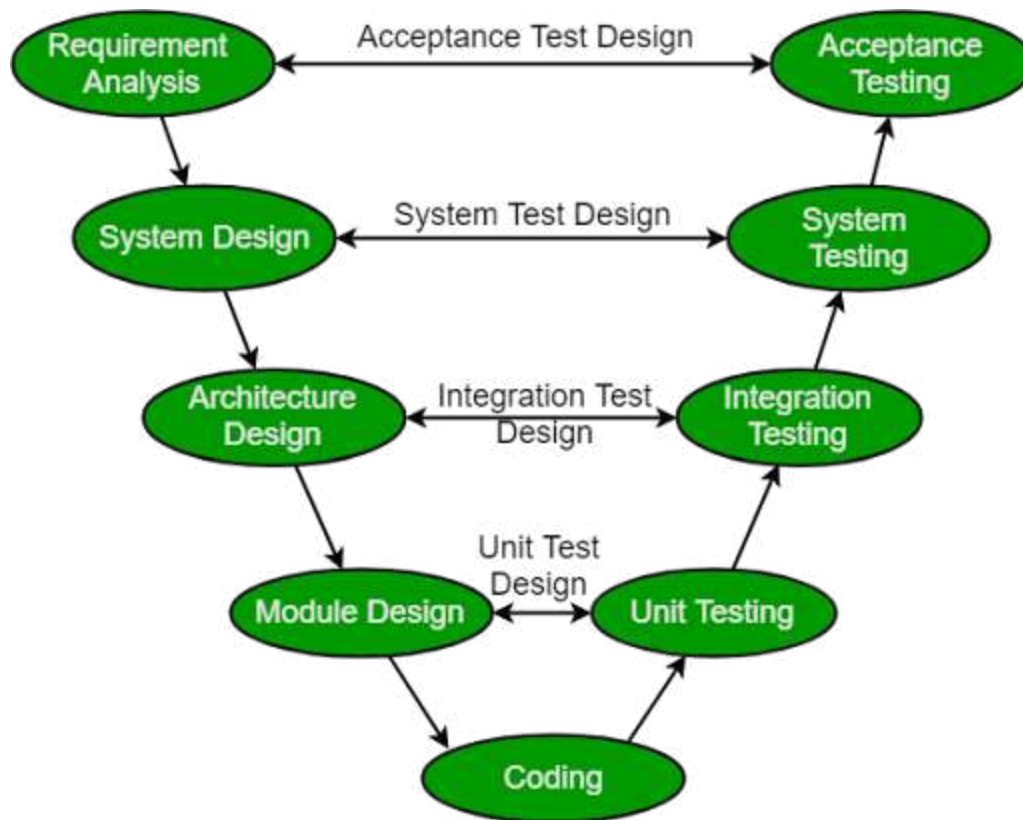 Requirement
Analysis
Acceptance Test Design
Acceptance
Testing
System Design
System Test Design
System
Testing
Architecture
Design
Integration Test
Design
Integration
Testing
Module Design
Unit Test
Design
Unit Testing
Coding